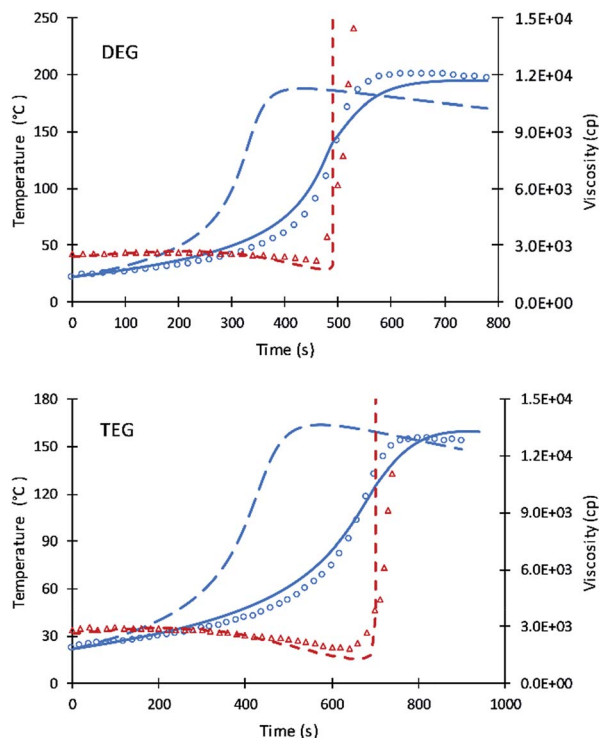 DEG
Temperature (°C)
250
200
150
100
50
0
1.5E+04
1.2E+04
9.0E+03
6.0E+03
3.0E+03
0.0E+00
Viscosity (cp)
0 100 200 300 400 500 600 700 800
Time (s)
TEG
Temperature (°C)
180
150
120
90
60
30
0
1.5E+04
1.2E+04
9.0E+03
6.0E+03
3.0E+03
0.0E+00
Viscosity (cp)
0 200 400 600 800 1000
Time (s)